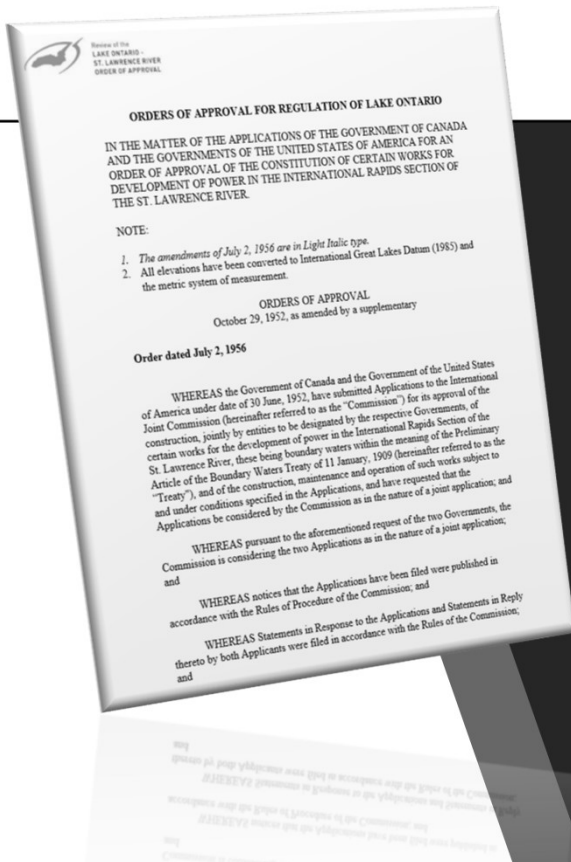 Review of the
LAKE ONTARIO -
ST. LAWRENCE RIVER
ORDER OF APPROVAL
ORDERS OF APPROVAL FOR REGULATION OF LAKE ONTARIO
IN THE MATTER OF THE APPLICATIONS OF THE GOVERNMENT OF CANADA
AND THE GOVERNMENTS OF THE UNITED STATES OF AMERICA FOR AN
ORDER OF APPROVAL OF THE CONSTITUTION OF CERTAIN WORKS FOR
DEVELOPMENT OF POWER IN THE INTERNATIONAL RAPIDS SECTION OF
THE ST. LAWRENCE RIVER.
NOTE:
1. The amendments of July 2, 1956 are in Light Italic type.
2. All elevations have been converted to International Great Lakes Datum (1985) and
the metric system of measurement.
ORDERS OF APPROVAL
October 29, 1952, as amended by a supplementary
Order dated July 2, 1956
WHEREAS the Government of Canada and the Government of the United States
of America under date of 30 June, 1952, have submitted Applications to the International
Joint Commission (hereinafter referred to as the "Commission") for its approval of the
construction, jointly by entities to be designated by the respective Governments, of
certain works for the development of power in the International Rapids Section of the
St. Lawrence River, these being boundary waters within the meaning of the Preliminary
Article of the Boundary Waters Treaty of 11 January, 1909 (hereinafter referred to as the
"Treaty"), and of the construction, maintenance and operation of such works subject to
and under conditions specified in the Applications, and have requested that the
Applications be considered by the Commission as in the nature of a joint application; and
WHEREAS pursuant to the aforementioned request of the two Governments, the
Commission is considering the two Applications as in the nature of a joint application;
and
WHEREAS notices that the Applications have been filed were published in
accordance with the Rules of Procedure of the Commission; and
WHEREAS Statements in Response to the Applications and Statements in Reply
thereto by both Applicants were filed in accordance with the Rules of the Commission;
and